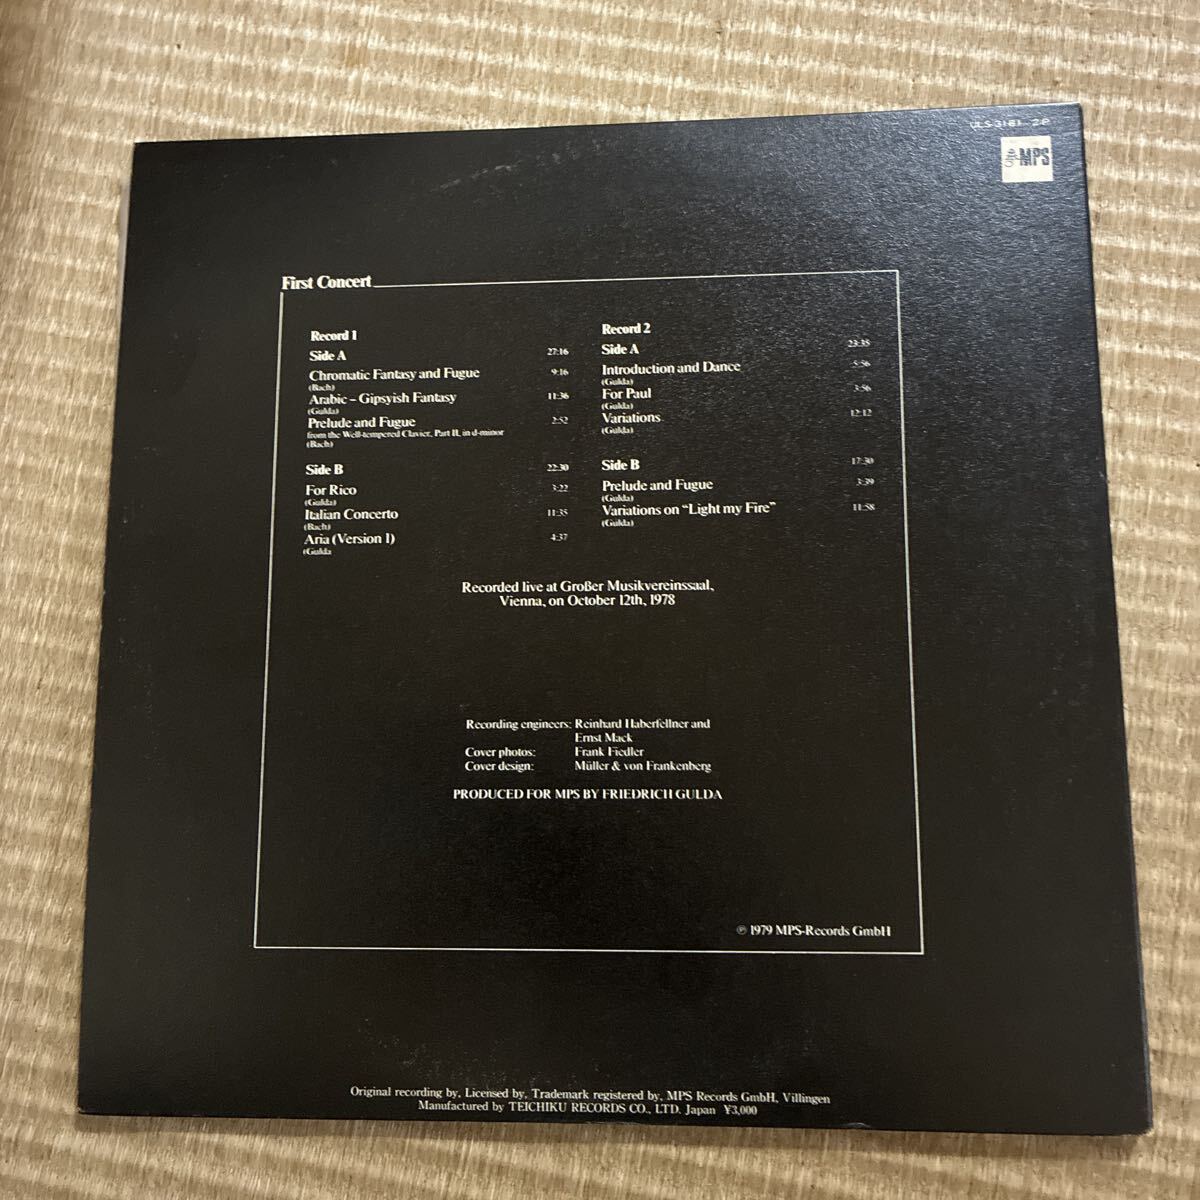 ULS-3181~2-P
MPS
First Concert
Record 1
Side A 27:16
Chromatic Fantasy and Fugue 9:16
(Bach)
Arabic – Gipsyish Fantasy 11:36
(Gulda)
Prelude and Fugue 2:52
from the Well-tempered Clavier, Part II, in d-minor
(Bach)
Side B 22:30
For Rico 3:22
(Gulda)
Italian Concerto 11:35
(Bach)
Aria (Version 1) 4:37
(Gulda
Record 2
Side A 23:35
Introduction and Dance 5:56
(Gulda)
For Paul 3:56
(Gulda)
Variations 12:12
(Gulda)
Side B 17:30
Prelude and Fugue 3:39
(Gulda)
Variations on “Light my Fire” 11:58
(Gulda)
Recorded live at Großer Musikvereinssaal,
Vienna, on October 12th, 1978
Recording engineers: Reinhard Haberfellner and
Ernst Mack
Cover photos: Frank Fiedler
Cover design: Müller & von Frankenberg
PRODUCED FOR MPS BY FRIEDRICH GULDA
℗ 1979 MPS-Records GmbH
Original recording by, Licensed by, Trademark registered by, MPS Records GmbH, Villingen
Manufactured by TEICHIKU RECORDS CO., LTD. Japan ¥3,000